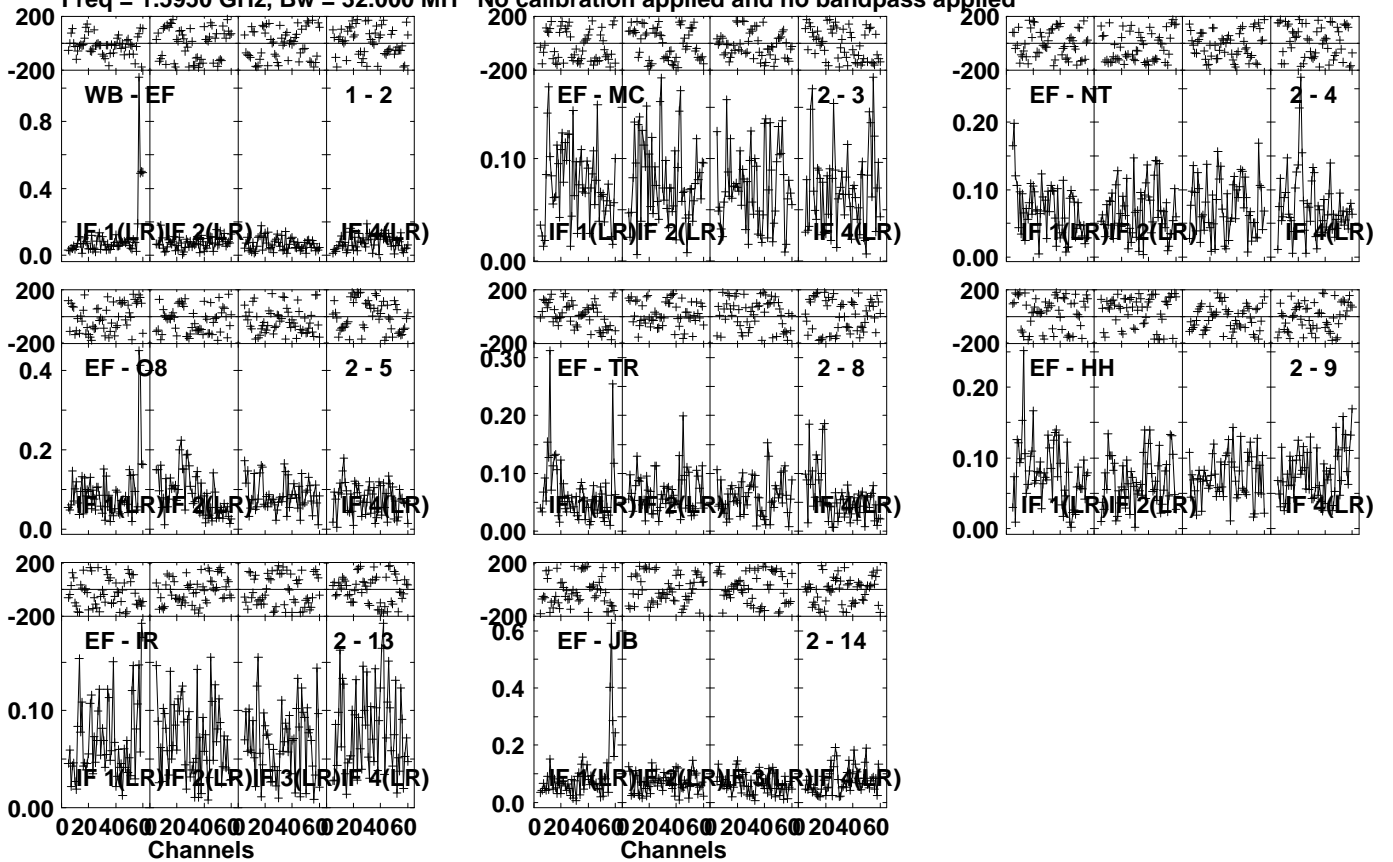 Freq = 1.5950 GHz, Bw = 32.000 MH No calibration applied and no bandpass applied
200
-200
WB - EF 1 - 2
0.8
0.4
0.0
IF 1(LR) IF 2(LR) IF 4(LR)
200
-200
EF - MC 2 - 3
0.10
0.00
IF 1(LR) IF 2(LR) IF 4(LR)
200
-200
EF - NT 2 - 4
0.20
0.10
0.00
IF 1(LR) IF 2(LR) IF 4(LR)
200
-200
EF - O8 2 - 5
0.4
0.2
0.0
IF 1(LR) IF 2(LR) IF 4(LR)
200
-200
EF - TR 2 - 8
0.30
0.20
0.10
0.00
IF 1(LR) IF 2(LR) IF 4(LR)
200
-200
EF - HH 2 - 9
0.20
0.10
0.00
IF 1(LR) IF 2(LR) IF 4(LR)
200
-200
EF - IR 2 - 13
0.10
0.00
IF 1(LR) IF 2(LR) IF 3(LR) IF 4(LR)
0 20 40 60 0 20 40 60 0 20 40 60 0 20 40 60
Channels
200
-200
EF - JB 2 - 14
0.6
0.4
0.2
0.0
IF 1(LR) IF 2(LR) IF 3(LR) IF 4(LR)
0 20 40 60 0 20 40 60 0 20 40 60 0 20 40 60
Channels